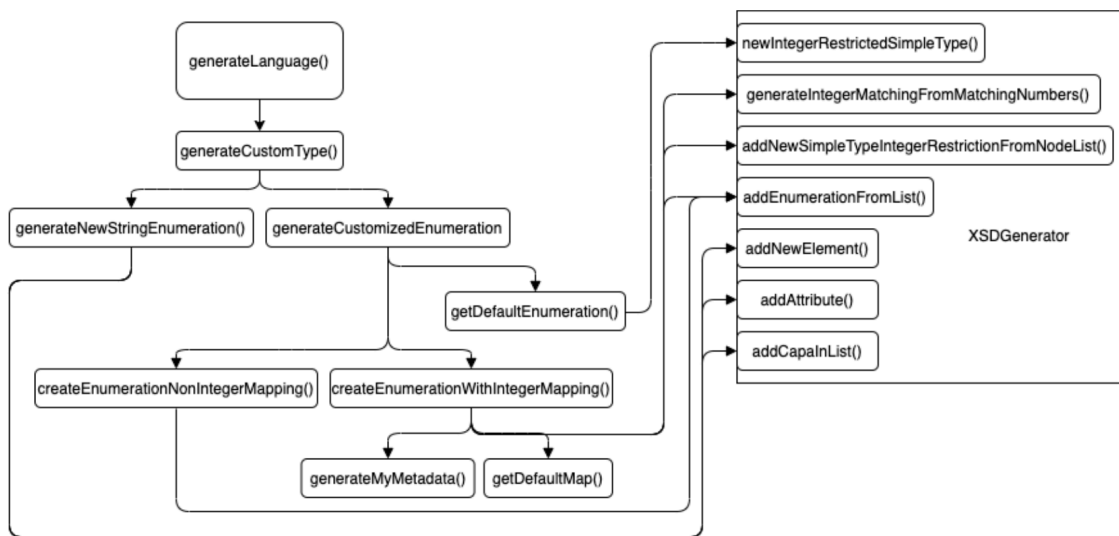 generateLanguage()
generateCustomType()
generateNewStringEnumeration()
generateCustomizedEnumeration
getDefaultEnumeration()
createEnumerationNonIntegerMapping()
createEnumerationWithIntegerMapping()
generateMyMetadata()
getDefaultMap()
newIntegerRestrictedSimpleType()
generateIntegerMatchingFromMatchingNumbers()
addNewSimpleTypeIntegerRestrictionFromNodeList()
addEnumerationFromList()
XSDGenerator
addNewElement()
addAttribute()
addCapaInList()